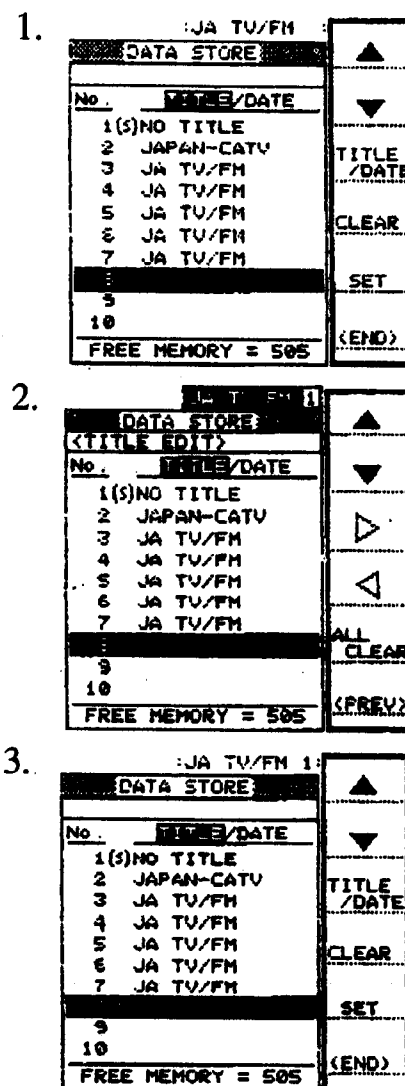 1.
:JA TV/FM :
DATA STORE
No. TITLE/DATE
1(S)NO TITLE
2 JAPAN-CATV
3 JA TV/FM
4 JA TV/FM
5 JA TV/FM
6 JA TV/FM
7 JA TV/FM
8
9
10
FREE MEMORY = 505
TITLE
/DATE
CLEAR
SET
(END)
2.
JA TV/FM 1
DATA STORE
<TITLE EDIT>
No. TITLE/DATE
1(S)NO TITLE
2 JAPAN-CATV
3 JA TV/FM
4 JA TV/FM
5 JA TV/FM
6 JA TV/FM
7 JA TV/FM
8
9
10
FREE MEMORY = 505
ALL
CLEAR
(PREV)
3.
:JA TV/FM 1:
DATA STORE
No. TITLE/DATE
1(S)NO TITLE
2 JAPAN-CATV
3 JA TV/FM
4 JA TV/FM
5 JA TV/FM
6 JA TV/FM
7 JA TV/FM
9
10
FREE MEMORY = 505
TITLE
/DATE
CLEAR
SET
(END)